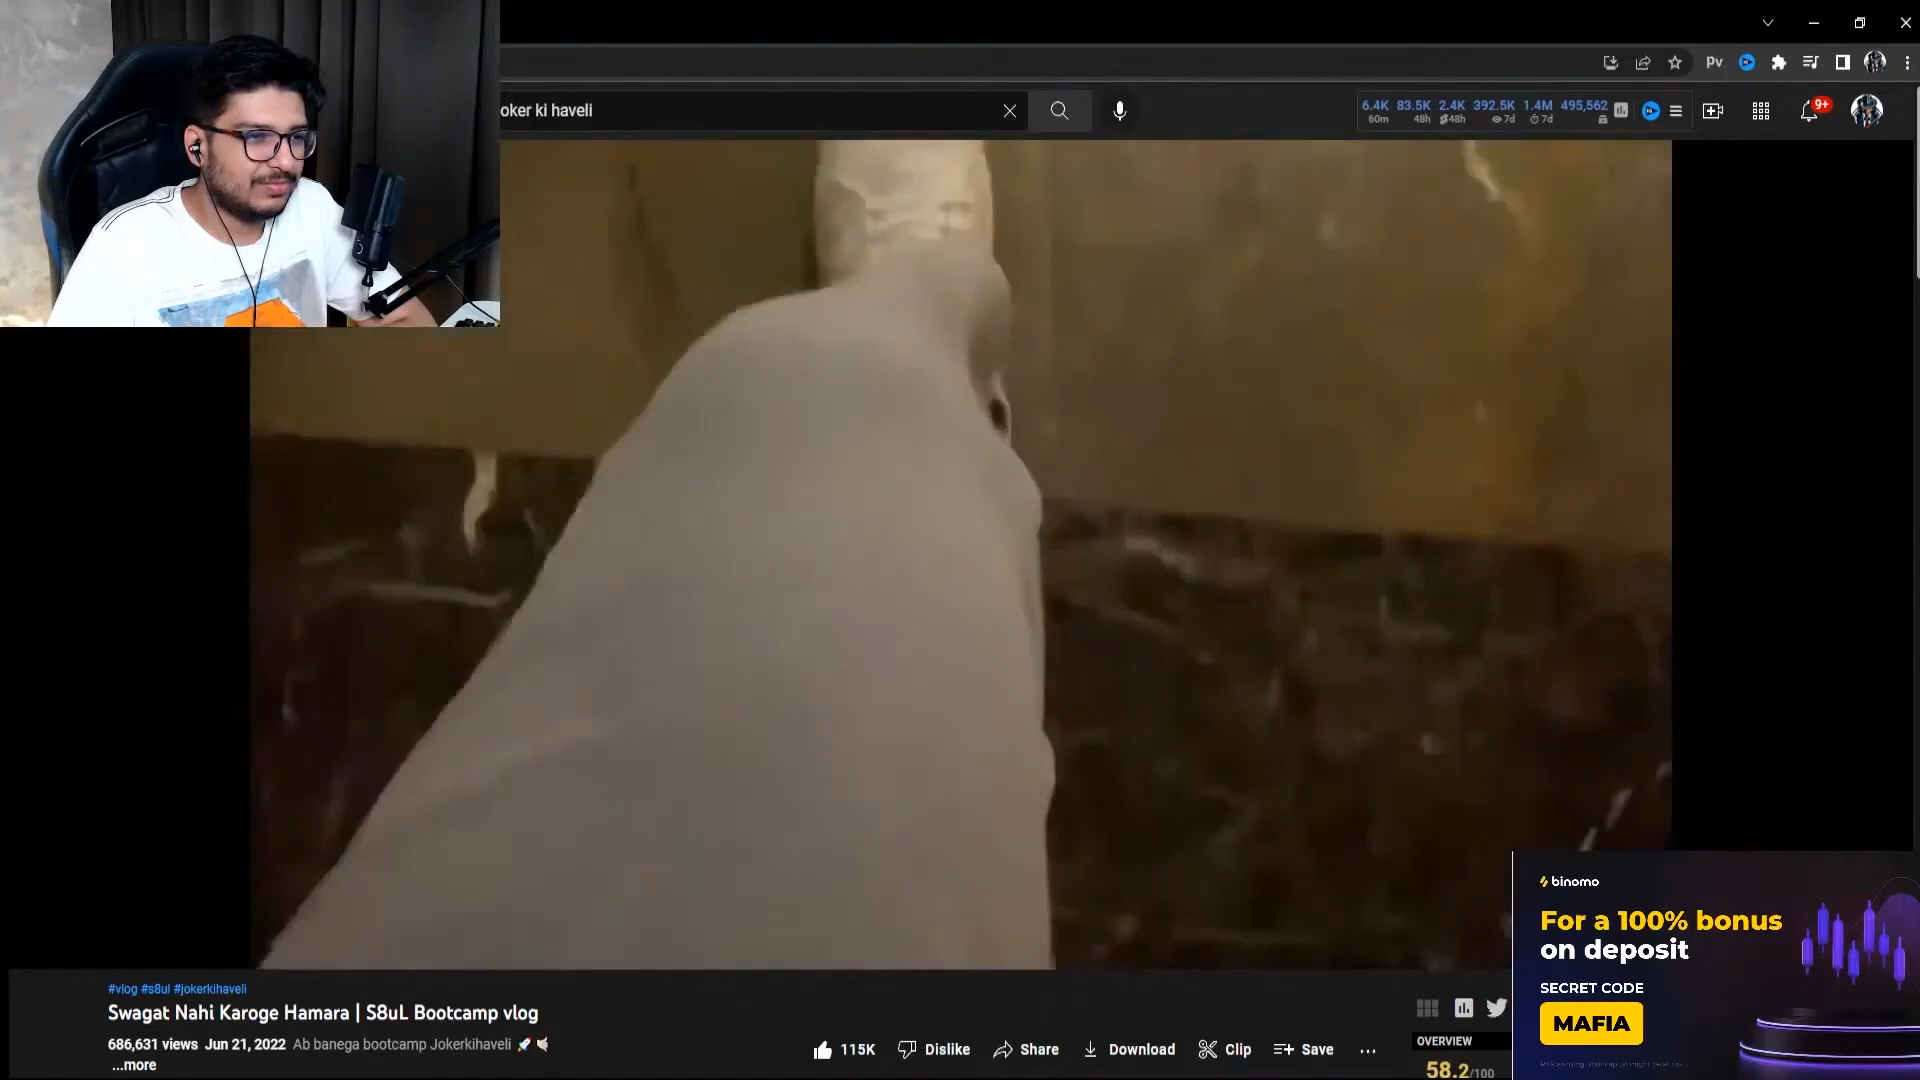 oker ki haveli
6.4K 83.5K 2.4K 392.5K 1.4M 495,562
60m 48h 48h 7d 7d
9+
PV
#vlog #s8ul #jokerkihaveli
Swagat Nahi Karoge Hamara | S8uL Bootcamp vlog
686,631 views Jun 21, 2022 Ab banega bootcamp Jokerkihaveli 🚀
...more
115K Dislike Share Download Clip Save
OVERVIEW
58.2/100
binomo
For a 100% bonus
on deposit
SECRET CODE
MAFIA